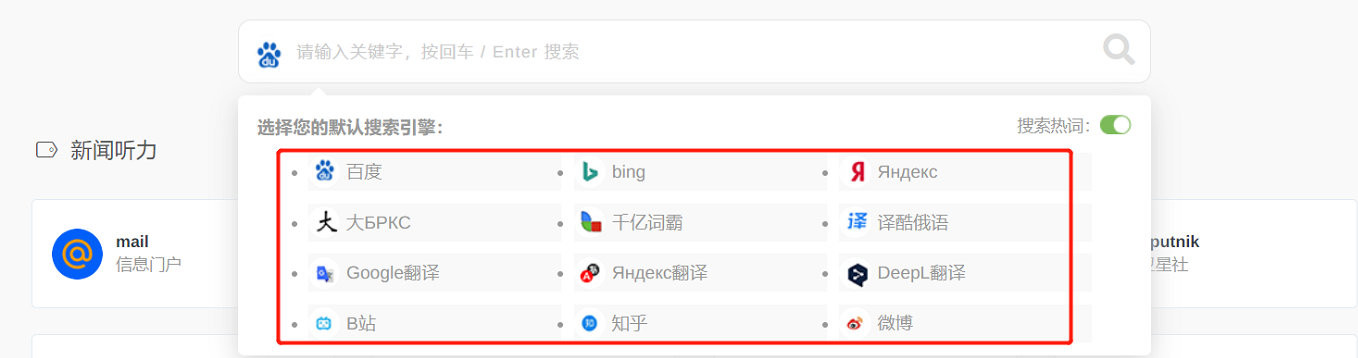 du 请输入关键字，按回车 / Enter 搜索
选择您的默认搜索引擎：
搜索热词：
新闻听力
百度
bing
Яндекс
大БРКС
千亿词霸
译酷俄语
Google翻译
Яндекс翻译
DeepL翻译
B站
知乎
微博
mail
信息门户
putnik
星社